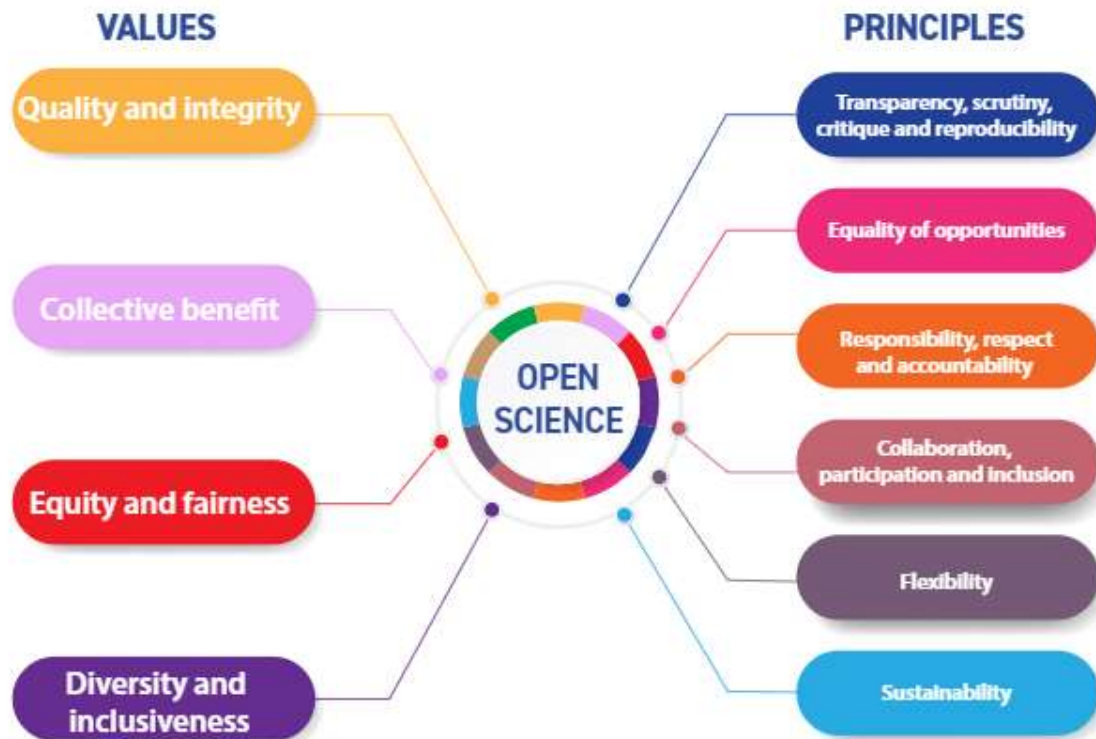 VALUES
Quality and integrity
Collective benefit
Equity and fairness
Diversity and
inclusiveness
OPEN
SCIENCE
PRINCIPLES
Transparency, scrutiny,
critique and reproducibility
Equality of opportunities
Responsibility, respect
and accountability
Collaboration,
participation and inclusion
Flexibility
Sustainability